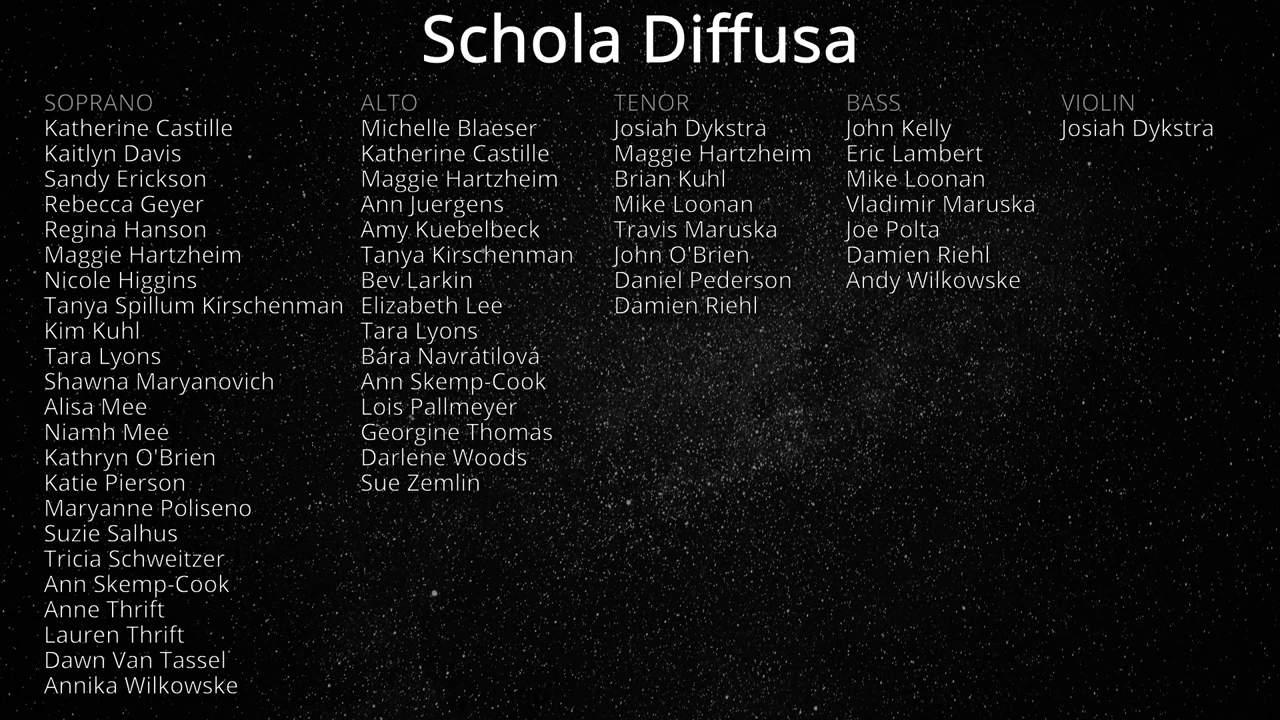 Schola Diffusa
SOPRANO
Katherine Castille
Kaitlyn Davis
Sandy Erickson
Rebecca Geyer
Regina Hanson
Maggie Hartzheim
Nicole Higgins
Tanya Spillum Kirschenman
Kim Kuhl
Tara Lyons
Shawna Maryanovich
Alisa Mee
Niamh Mee
Kathryn O'Brien
Katie Pierson
Maryanne Poliseno
Suzie Salhus
Tricia Schweitzer
Ann Skemp-Cook
Anne Thrift
Lauren Thrift
Dawn Van Tassel
Annika Wilkowske
ALTO
Michelle Blaeser
Katherine Castille
Maggie Hartzheim
Ann Juergens
Amy Kuebelbeck
Tanya Kirschenman
Bev Larkin
Elizabeth Lee
Tara Lyons
Bára Navrátilová
Ann Skemp-Cook
Lois Pallmeyer
Georgine Thomas
Darlene Woods
Sue Zemlin
TENOR
Josiah Dykstra
Maggie Hartzheim
Brian Kuhl
Mike Loonan
Travis Maruska
John O'Brien
Daniel Pederson
Damien Riehl
BASS
John Kelly
Eric Lambert
Mike Loonan
Vladimir Maruska
Joe Polta
Damien Riehl
Andy Wilkowske
VIOLIN
Josiah Dykstra